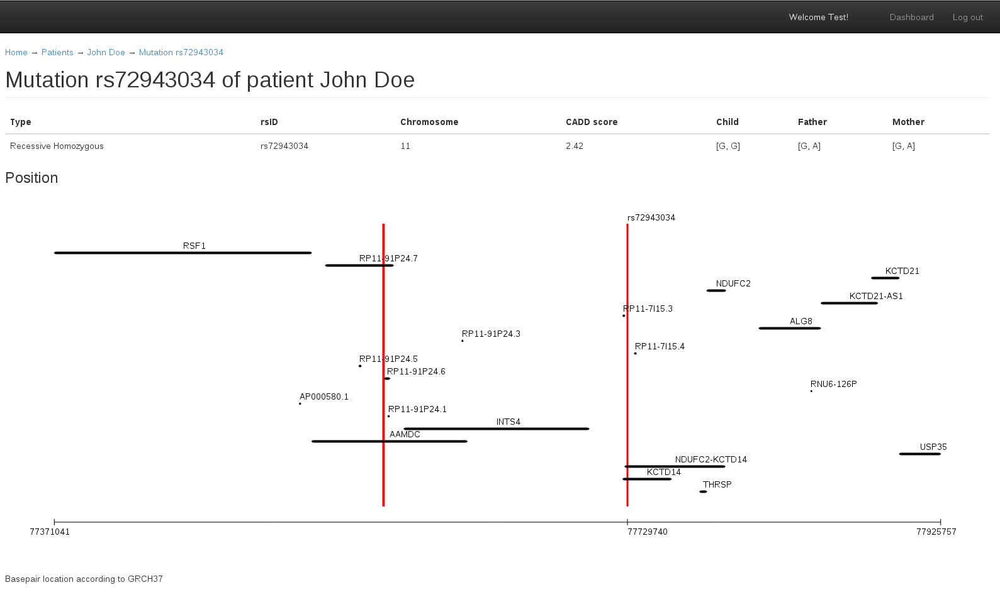 Welcome Test! Dashboard Log out
Home → Patients → John Doe → Mutation rs72943034
Mutation rs72943034 of patient John Doe
Type rsID Chromosome CADD score Child Father Mother
Recessive Homozygous rs72943034 11 2.42 [G, G] [G, A] [G, A]
Position
rs72943034
RSF1
RP11-91P24.7
KCTD21
NDUFC2
KCTD21-AS1
RP11-7I15.3
ALG8
RP11-91P24.3
RP11-7I15.4
RP11-91P24.5
RP11-91P24.6
RNU6-126P
AP000580.1
RP11-91P24.1
INTS4
AAMDC
USP35
NDUFC2-KCTD14
KCTD14
THRSP
77371041 77729740 77925757
Basepair location according to GRCH37